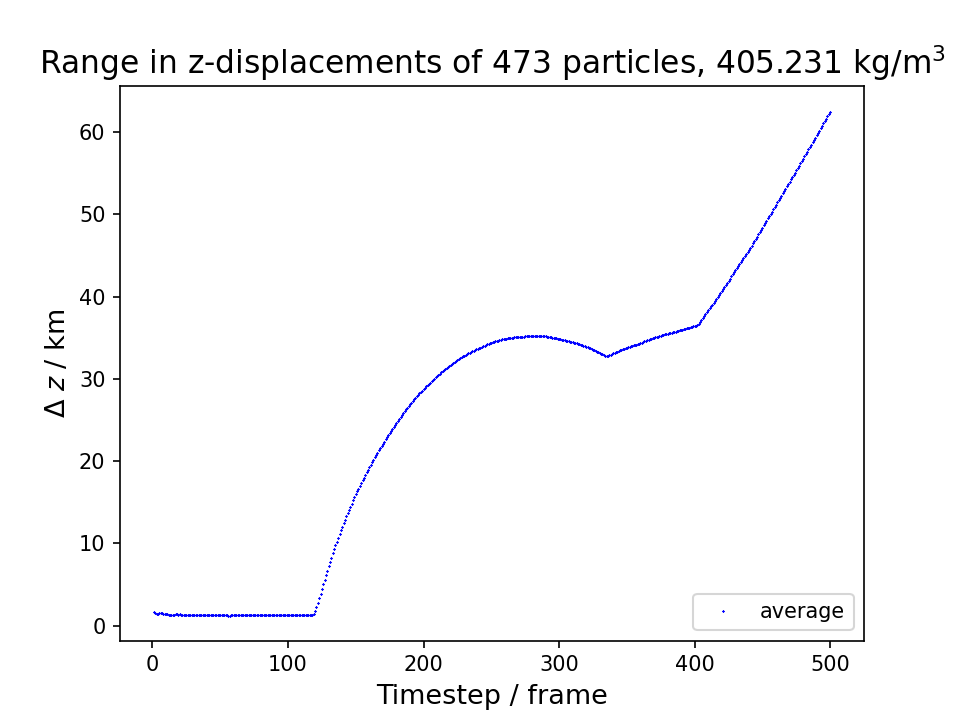 Range in z-displacements of 473 particles, 405.231 kg/m³
Δ z / km
60
50
40
30
20
10
0
average
0 100 200 300 400 500
Timestep / frame